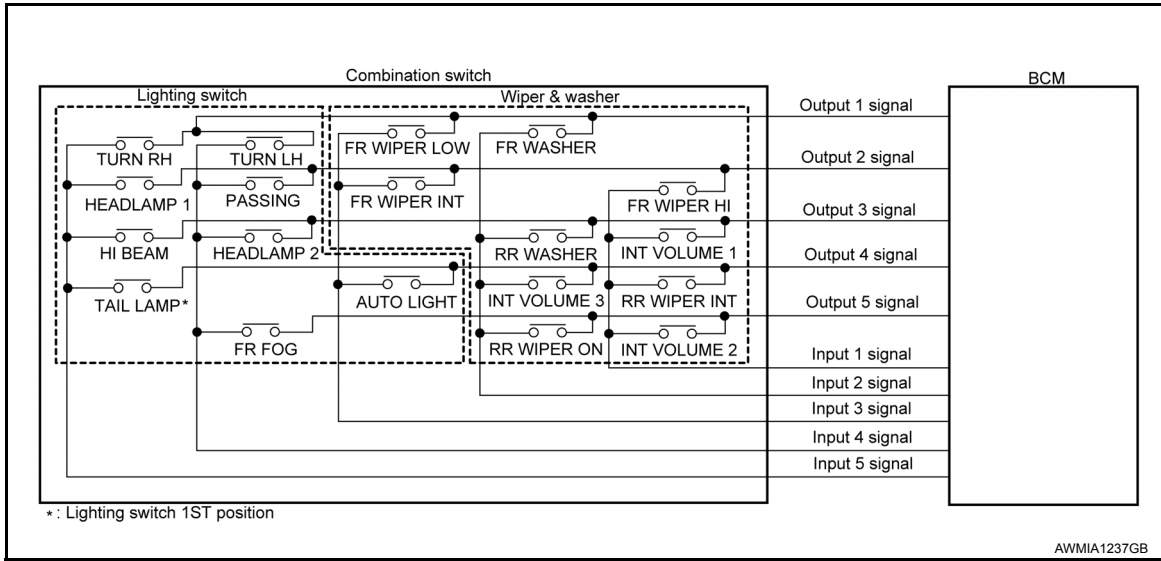 Combination switch
BCM
Lighting switch
Wiper & washer
Output 1 signal
TURN RH
TURN LH
FR WIPER LOW
FR WASHER
Output 2 signal
HEADLAMP 1
PASSING
FR WIPER INT
FR WIPER HI
Output 3 signal
HI BEAM
HEADLAMP 2
RR WASHER
INT VOLUME 1
Output 4 signal
TAIL LAMP*
AUTO LIGHT
INT VOLUME 3
RR WIPER INT
Output 5 signal
FR FOG
RR WIPER ON
INT VOLUME 2
Input 1 signal
Input 2 signal
Input 3 signal
Input 4 signal
Input 5 signal
* : Lighting switch 1ST position
AWMIA1237GB